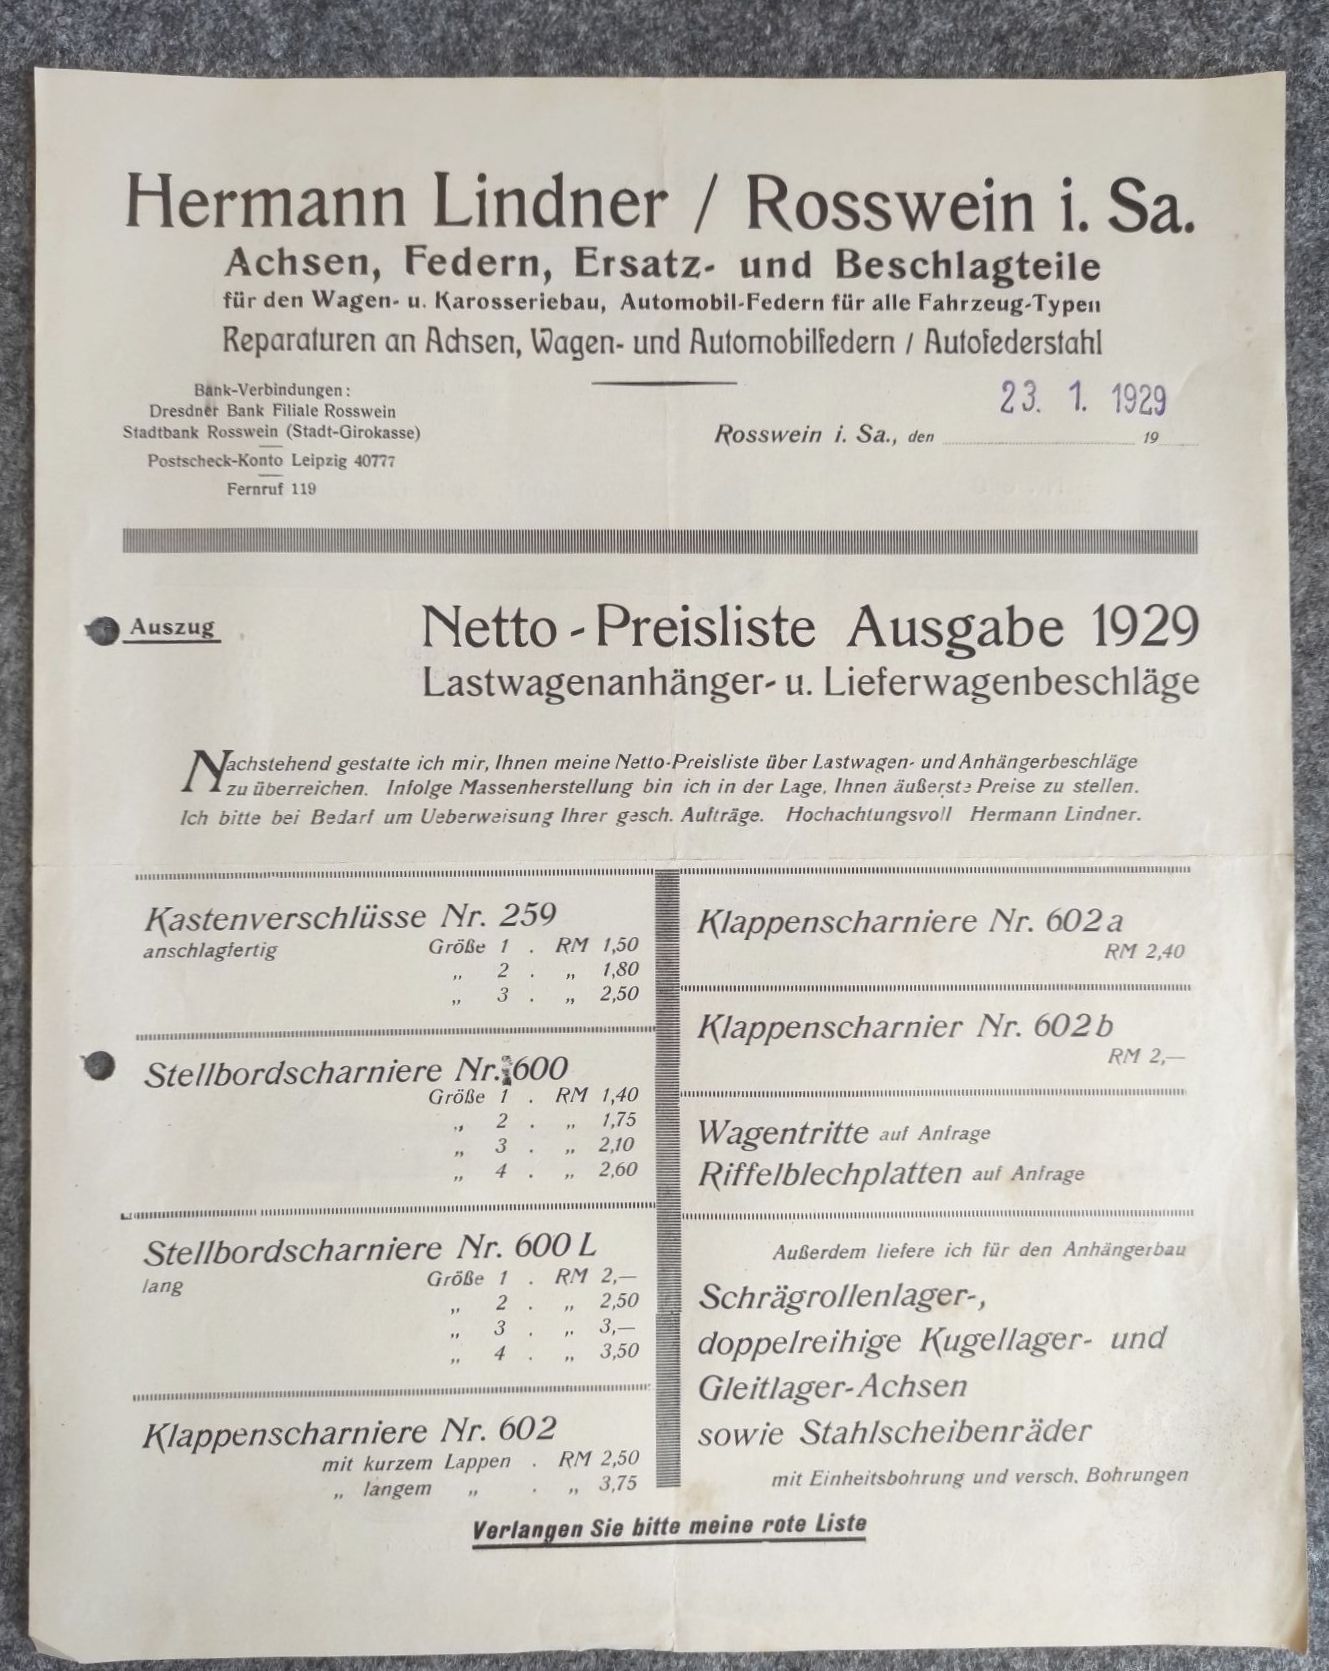 Hermann Lindner / Rosswein i. Sa.
Achsen, Federn, Ersatz- und Beschlagteile
für den Wagen- u. Karosseriebau, Automobil-Federn für alle Fahrzeug-Typen
Reparaturen an Achsen, Wagen- und Automobilfedern / Autofederstahl
Bank-Verbindungen:
Dresdner Bank Filiale Rosswein
Stadtbank Rosswein (Stadt-Girokasse)
Postscheck-Konto Leipzig 40777
Fernruf 119
23. 1. 1929
Rosswein i. Sa., den 19
Auszug
Netto-Preisliste Ausgabe 1929
Lastwagenanhänger- u. Lieferwagenbeschläge
Nachstehend gestatte ich mir, Ihnen meine Netto-Preisliste über Lastwagen- und Anhängerbeschläge
zu überreichen. Infolge Massenherstellung bin ich in der Lage, Ihnen äußerste Preise zu stellen.
Ich bitte bei Bedarf um Ueberweisung Ihrer gesch. Aufträge. Hochachtungsvoll Hermann Lindner.
Kastenverschlüsse Nr. 259
anschlagfertig Größe 1 . RM 1,50
„ 2 . „ 1,80
„ 3 . „ 2,50
Stellbordscharniere Nr. 600
Größe 1 . RM 1,40
„ 2 . „ 1,75
„ 3 . „ 2,10
„ 4 . „ 2,60
Stellbordscharniere Nr. 600 L
lang Größe 1 . RM 2,—
„ 2 . „ 2,50
„ 3 . „ 3,—
„ 4 . „ 3,50
Klappenscharniere Nr. 602
mit kurzem Lappen . RM 2,50
„ langem „ . „ 3,75
Klappenscharniere Nr. 602 a
RM 2,40
Klappenscharnier Nr. 602 b
RM 2,—
Wagentritte auf Anfrage
Riffelblechplatten auf Anfrage
Außerdem liefere ich für den Anhängerbau
Schrägrollenlager-,
doppelreihige Kugellager- und
Gleitlager-Achsen
sowie Stahlscheibenräder
mit Einheitsbohrung und versch. Bohrungen
Verlangen Sie bitte meine rote Liste